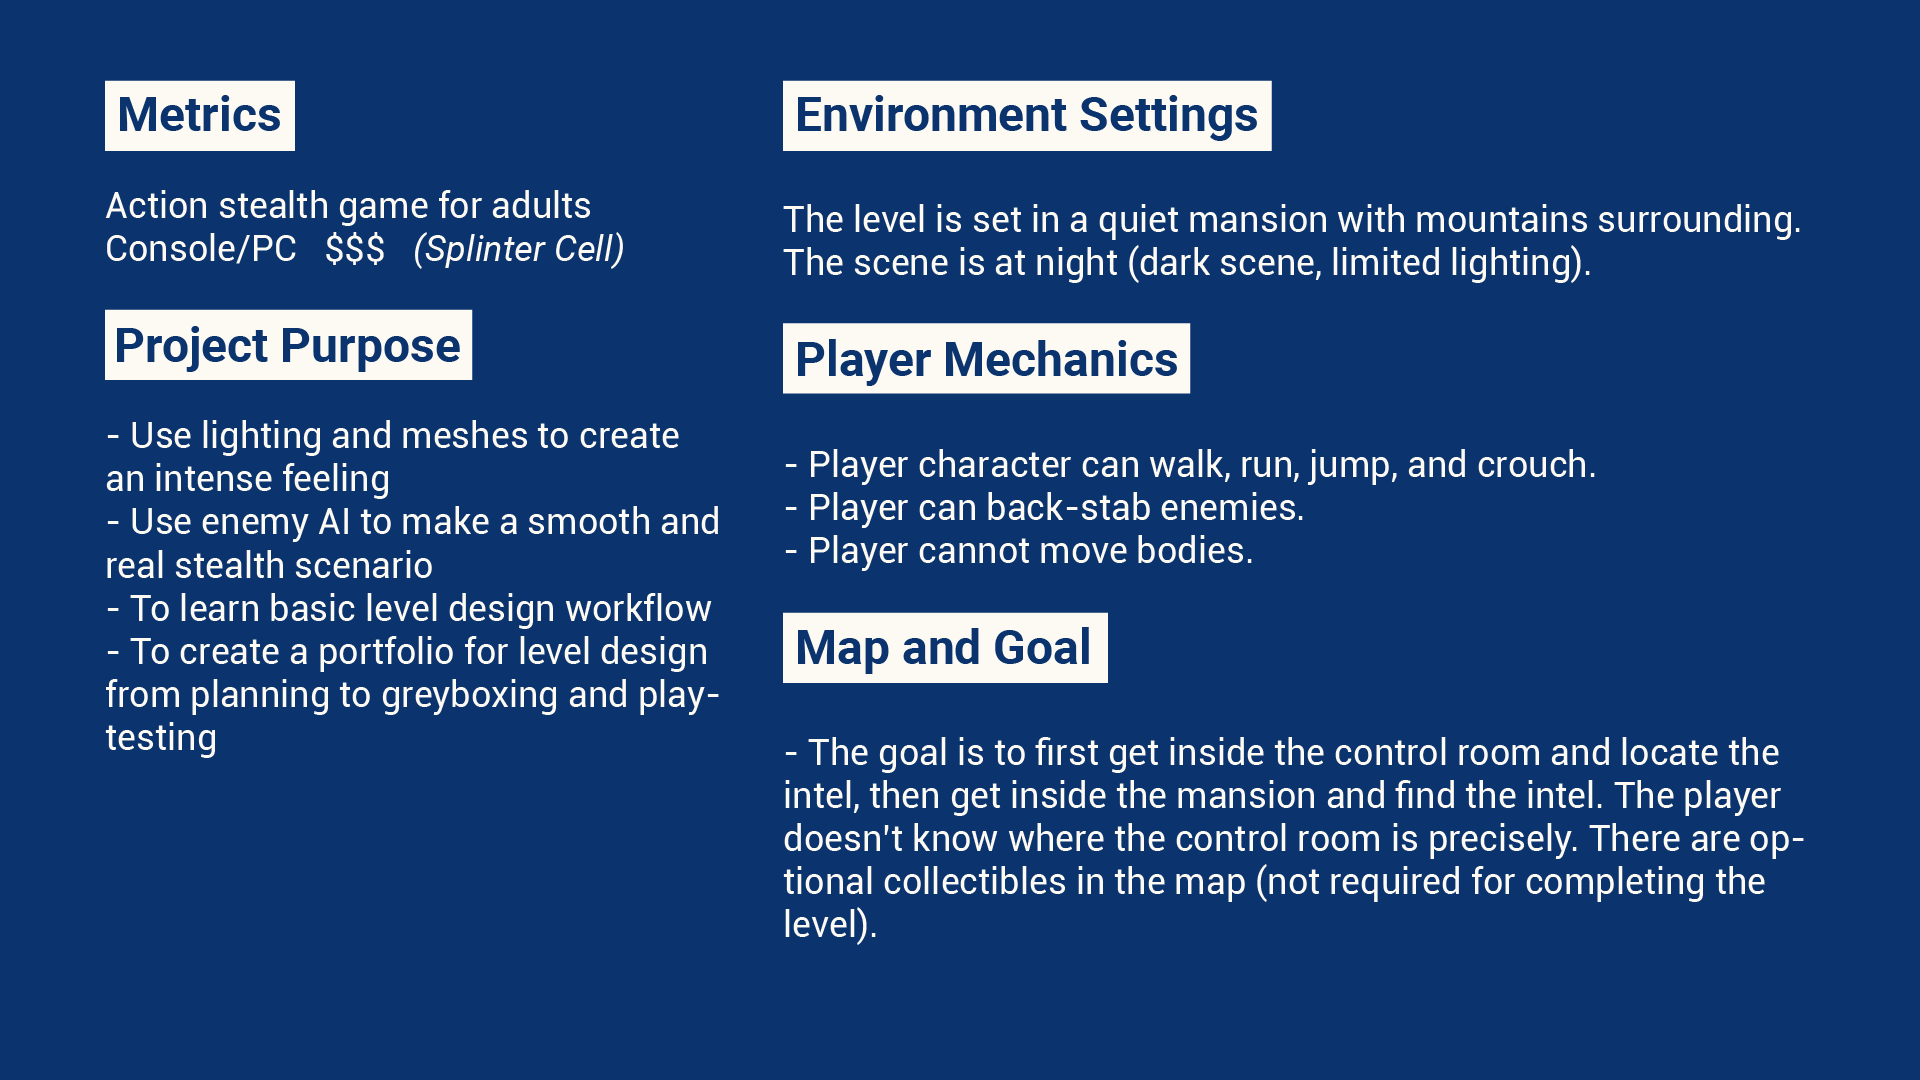 Metrics
Action stealth game for adults
Console/PC $$$ (Splinter Cell)
Project Purpose
- Use lighting and meshes to create
an intense feeling
- Use enemy AI to make a smooth and
real stealth scenario
- To learn basic level design workflow
- To create a portfolio for level design
from planning to greyboxing and play-
testing
Environment Settings
The level is set in a quiet mansion with mountains surrounding.
The scene is at night (dark scene, limited lighting).
Player Mechanics
- Player character can walk, run, jump, and crouch.
- Player can back-stab enemies.
- Player cannot move bodies.
Map and Goal
- The goal is to first get inside the control room and locate the
intel, then get inside the mansion and find the intel. The player
doesn't know where the control room is precisely. There are op-
tional collectibles in the map (not required for completing the
level).